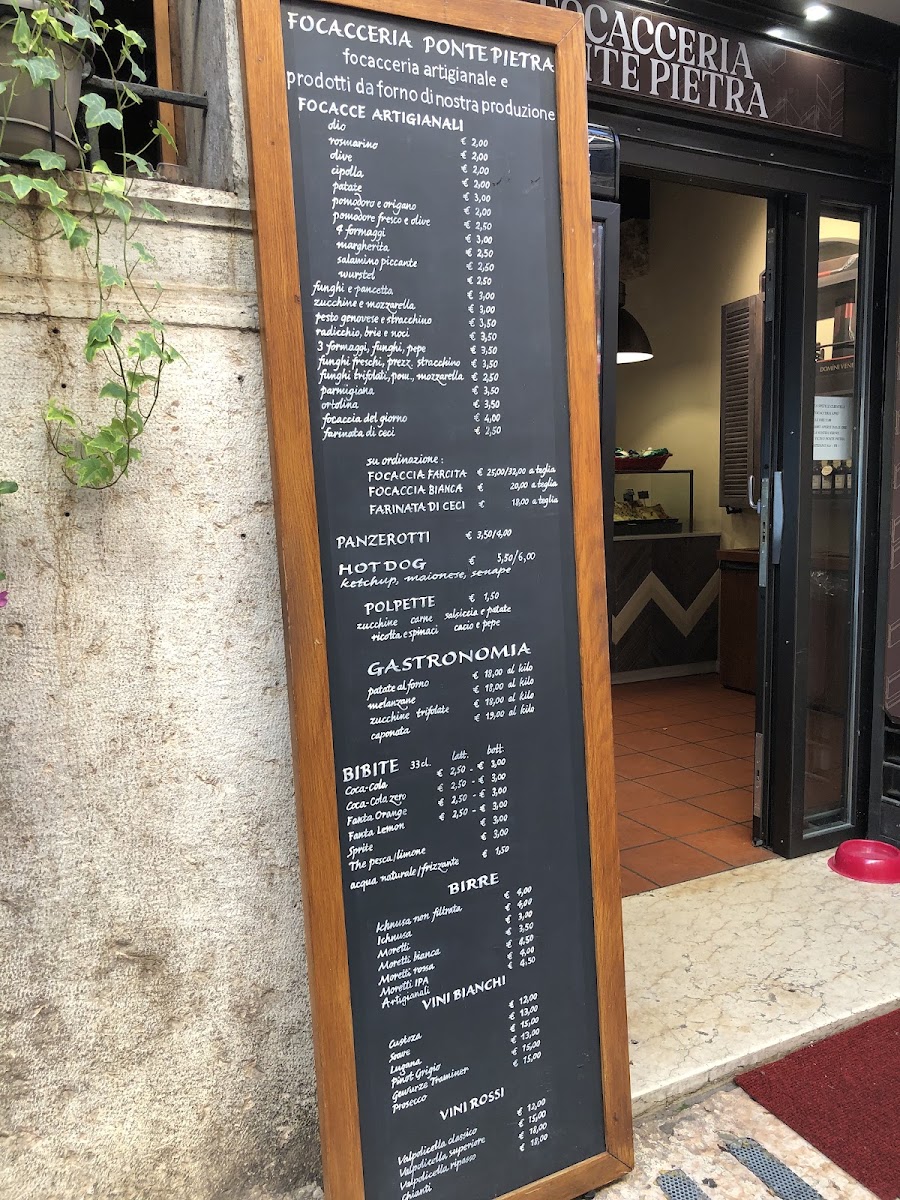 FOCACCERIA PONTE PIETRA
focacceria artigianale e
prodotti da forno di nostra produzione
FOCACCE ARTIGIANALI
olio € 2,00
rosmarino € 2,00
olive € 2,00
cipolla € 2,00
patate € 3,00
pomodoro e origano € 2,00
pomodoro fresco e olive € 2,50
4 formaggi € 3,00
margherita € 2,50
salamino piccante € 2,50
wurstel € 2,50
funghi e pancetta € 3,00
zucchine e mozzarella € 3,00
pesto genovese e stracchino € 3,50
radicchio, brie e noci € 3,50
3 formaggi, funghi, pepe € 3,50
funghi freschi, prezz. stracchino € 3,50
funghi trifolati, pom., mozzarella € 2,50
parmigiana € 3,50
ortolina € 3,50
focaccia del giorno € 4,00
farinata di ceci € 2,50
su ordinazione:
FOCACCIA FARCITA € 25,00/32,00 a teglia
FOCACCIA BIANCA € 20,00 a teglia
FARINATA DI CECI € 18,00 a teglia
PANZEROTTI € 3,50/4,00
HOT DOG € 5,50/6,00
ketchup, maionese, senape
POLPETTE € 1,50
zucchine carne salsiccia e patate
ricotta e spinaci cacio e pepe
GASTRONOMIA
patate al forno € 18,00 al kilo
melanzane € 18,00 al kilo
zucchine trifolate € 18,00 al kilo
caponata € 19,00 al kilo
BIBITE 33 cl. latt. bott.
Coca-Cola € 2,50 - € 3,00
Coca-Cola zero € 2,50 - € 3,00
Fanta Orange € 2,50 - € 3,00
Fanta Lemon € 2,50 - € 3,00
Sprite € 3,00
The pesca/limone € 3,00
acqua naturale/frizzante € 1,50
BIRRE
Ichnusa non filtrata € 4,00
Ichnusa € 4,00
Moretti € 3,00
Moretti bianca € 3,50
Moretti rossa € 4,50
Moretti IPA € 4,00
Artigianali € 4,50
VINI BIANCHI
Custoza € 12,00
Soave € 13,00
Lugana € 15,00
Pinot Grigio € 13,00
Gewurze Traminer € 15,00
Prosecco € 15,00
VINI ROSSI
Valpolicella classico € 12,00
Valpolicella superiore € 15,00
Valpolicella ripasso € 18,00
Chianti € 18,00
FOCACCERIA
NTE PIETRA